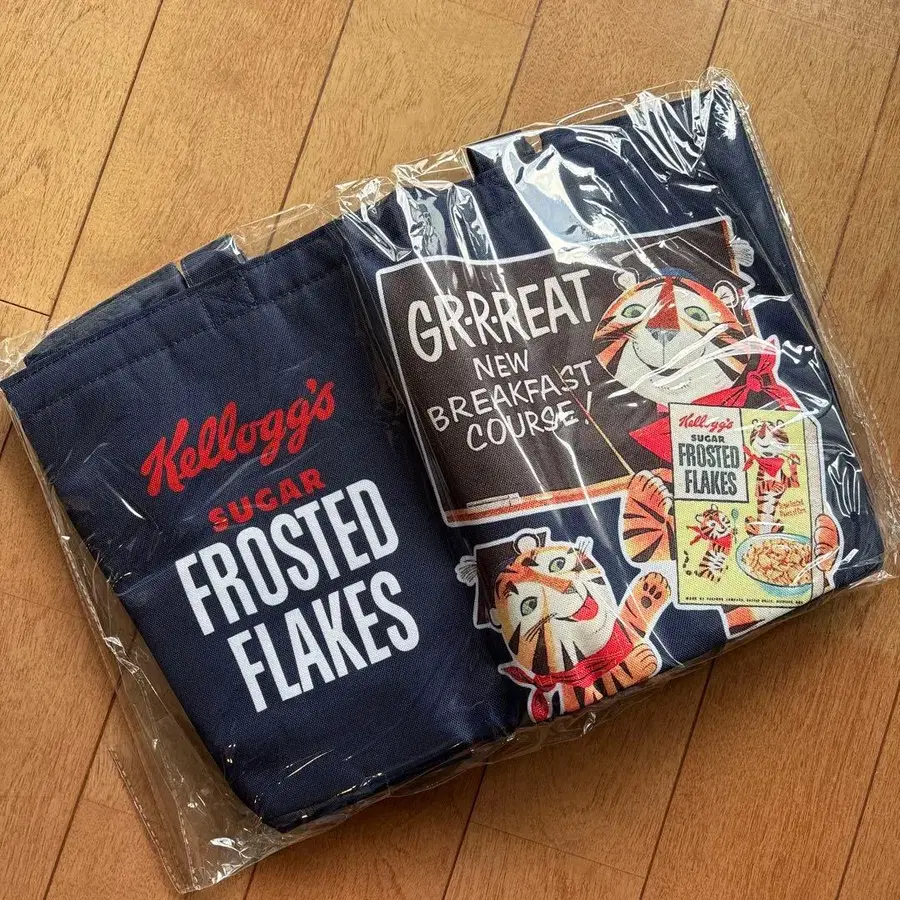 Kellogg's
SUGAR
FROSTED
FLAKES
GR-R-REAT
NEW
BREAKFAST
COURSE!
Kellogg's
SUGAR
FROSTED
FLAKES